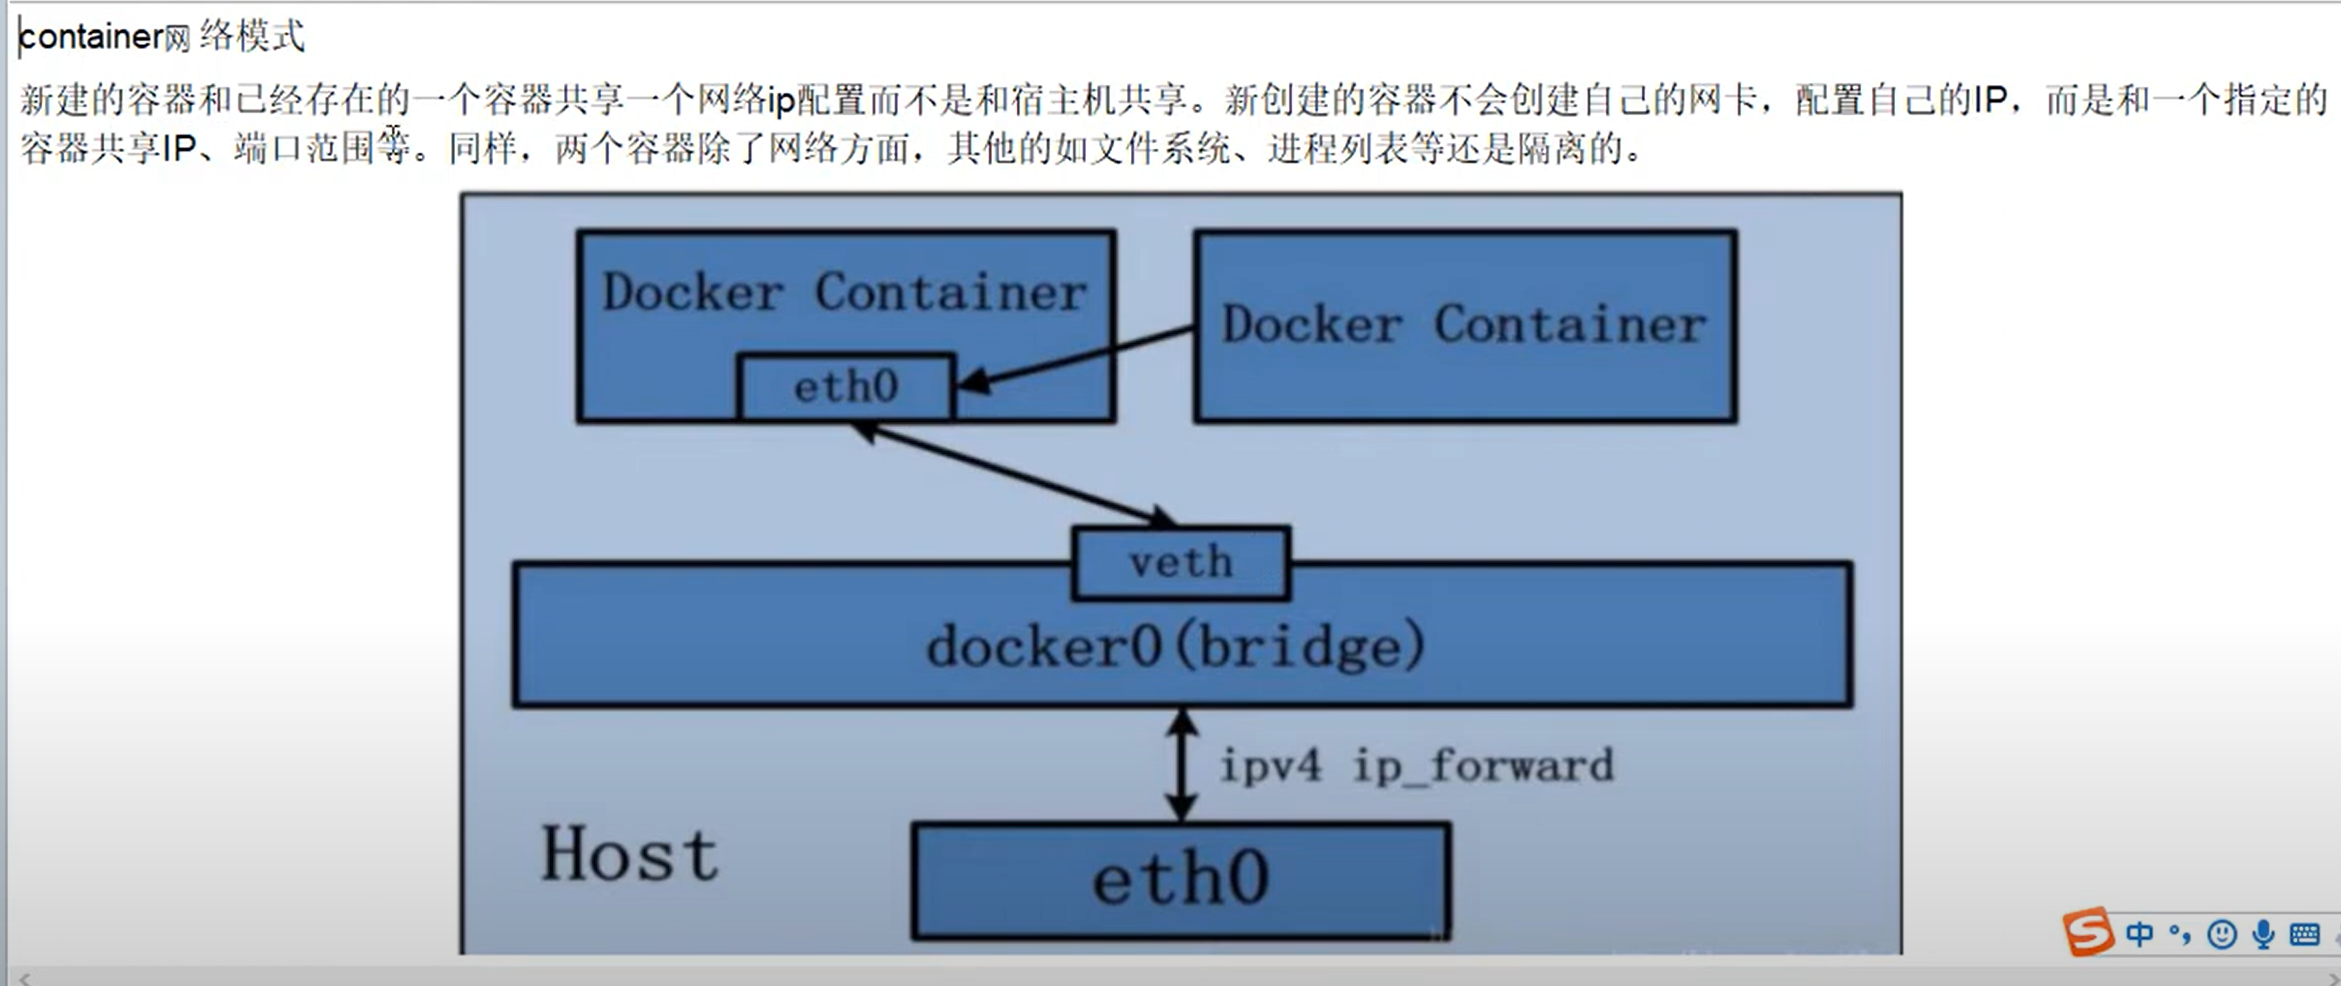 container网 络模式
新建的容器和已经存在的一个容器共享一个网络ip配置而不是和宿主机共享。新创建的容器不会创建自己的网卡，配置自己的IP，而是和一个指定的
容器共享IP、端口范围等。同样，两个容器除了网络方面，其他的如文件系统、进程列表等还是隔离的。
Docker Container
Docker Container
eth0
veth
docker0(bridge)
ipv4 ip_forward
Host
eth0
中